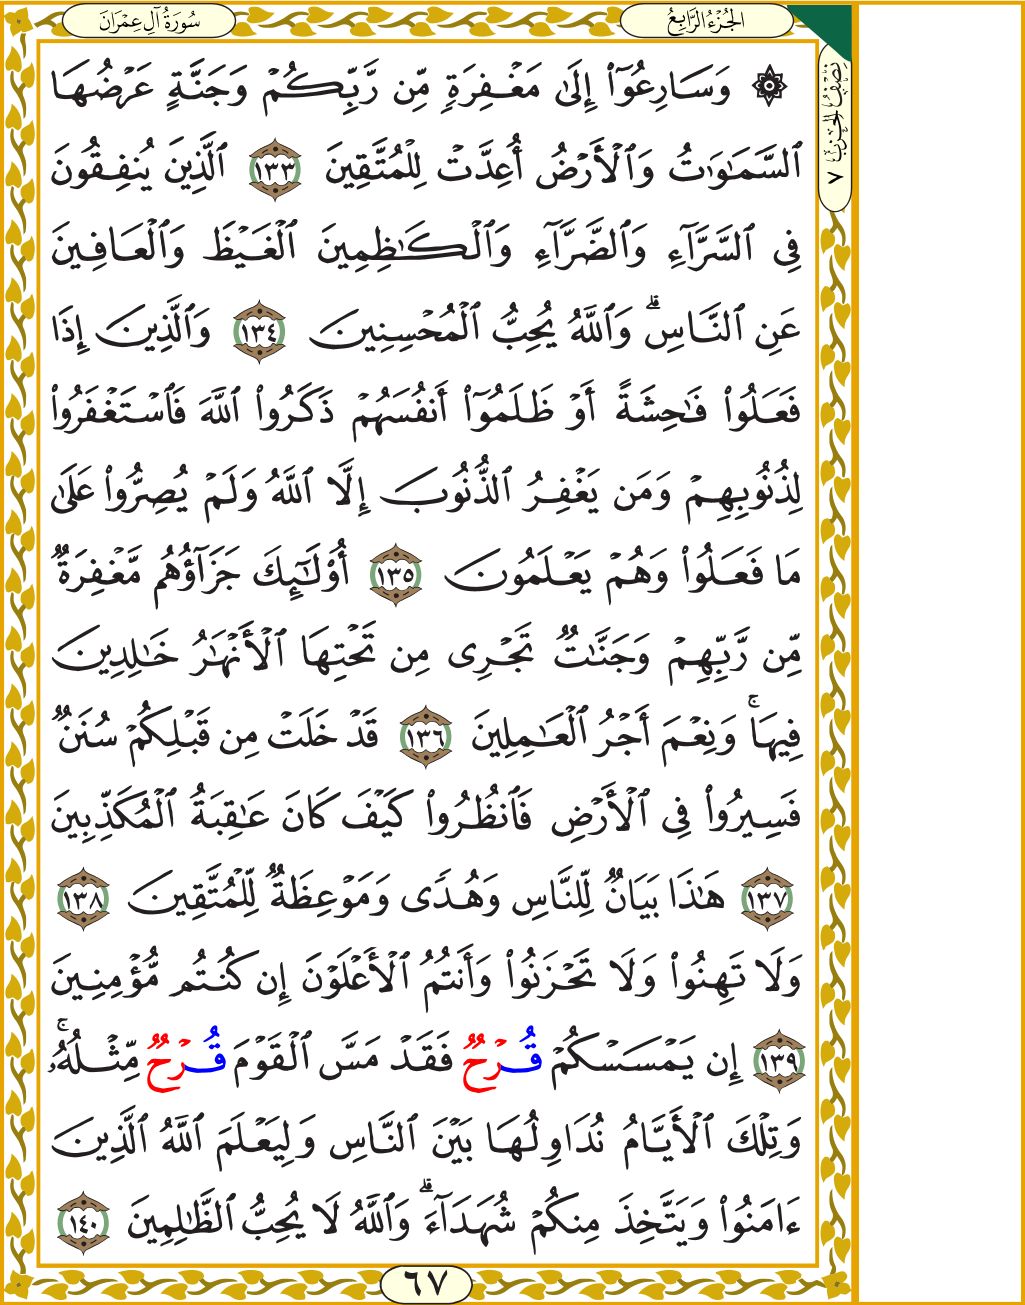 سُورَةُ آلِ عِمْرَانَ
الجُزْءُ الرَّابِعُ
نِصْفُ الْحِزْبِ ٧
۞ وَسَارِعُوٓا۟ إِلَىٰ مَغْفِرَةٍ مِّن رَّبِّكُمْ وَجَنَّةٍ عَرْضُهَا
ٱلسَّمَـٰوَٰتُ وَٱلْأَرْضُ أُعِدَّتْ لِلْمُتَّقِينَ ١٣٣ ٱلَّذِينَ يُنفِقُونَ
فِى ٱلسَّرَّآءِ وَٱلضَّرَّآءِ وَٱلْكَـٰظِمِينَ ٱلْغَيْظَ وَٱلْعَافِينَ
عَنِ ٱلنَّاسِ ۗ وَٱللَّهُ يُحِبُّ ٱلْمُحْسِنِينَ ١٣٤ وَٱلَّذِينَ إِذَا
فَعَلُوا۟ فَـٰحِشَةً أَوْ ظَلَمُوٓا۟ أَنفُسَهُمْ ذَكَرُوا۟ ٱللَّهَ فَٱسْتَغْفَرُوا۟
لِذُنُوبِهِمْ وَمَن يَغْفِرُ ٱلذُّنُوبَ إِلَّا ٱللَّهُ وَلَمْ يُصِرُّوا۟ عَلَىٰ
مَا فَعَلُوا۟ وَهُمْ يَعْلَمُونَ ١٣٥ أُو۟لَـٰٓئِكَ جَزَآؤُهُم مَّغْفِرَةٌ
مِّن رَّبِّهِمْ وَجَنَّـٰتٌ تَجْرِى مِن تَحْتِهَا ٱلْأَنْهَـٰرُ خَـٰلِدِينَ
فِيهَا ۚ وَنِعْمَ أَجْرُ ٱلْعَـٰمِلِينَ ١٣٦ قَدْ خَلَتْ مِن قَبْلِكُمْ سُنَنٌ
فَسِيرُوا۟ فِى ٱلْأَرْضِ فَٱنظُرُوا۟ كَيْفَ كَانَ عَـٰقِبَةُ ٱلْمُكَذِّبِينَ
١٣٧ هَـٰذَا بَيَانٌ لِّلنَّاسِ وَهُدًى وَمَوْعِظَةٌ لِّلْمُتَّقِينَ ١٣٨
وَلَا تَهِنُوا۟ وَلَا تَحْزَنُوا۟ وَأَنتُمُ ٱلْأَعْلَوْنَ إِن كُنتُم مُّؤْمِنِينَ
١٣٩ إِن يَمْسَسْكُمْ قُرْحٌ فَقَدْ مَسَّ ٱلْقَوْمَ قُرْحٌ مِّثْلُهُۥ ۚ
وَتِلْكَ ٱلْأَيَّامُ نُدَاوِلُهَا بَيْنَ ٱلنَّاسِ وَلِيَعْلَمَ ٱللَّهُ ٱلَّذِينَ
ءَامَنُوا۟ وَيَتَّخِذَ مِنكُمْ شُهَدَآءَ ۗ وَٱللَّهُ لَا يُحِبُّ ٱلظَّـٰلِمِينَ ١٤٠
٦٧